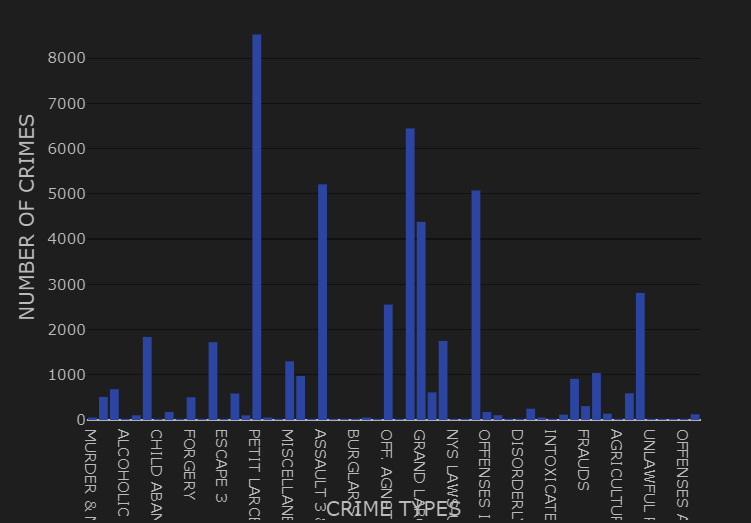 NUMBER OF CRIMES
8000
7000
6000
5000
4000
3000
2000
1000
0
MURDER &
ALCOHOLIC
CHILD ABAN
FORGERY
ESCAPE 3
PETIT LARCE
MISCELLANE
ASSAULT 3 &
BURGLAR
OFF. AGNST
GRAND LA
NYS LAWS
OFFENSES
DISORDERLY
INTOXICATE
FRAUDS
AGRICULTUR
UNLAWFUL
OFFENSES A
CRIME TYPES